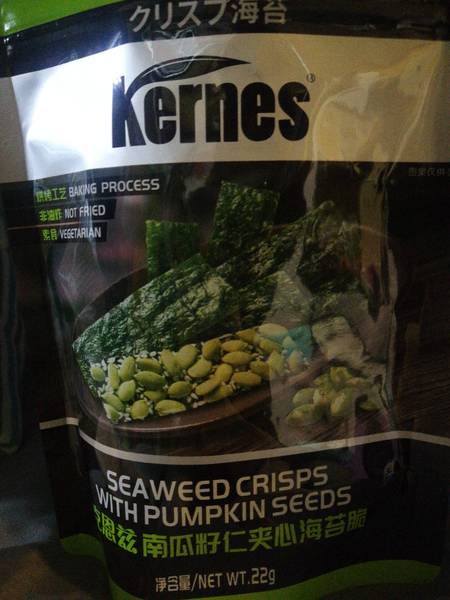 クリスプ海苔
Kernes®
烘烤工艺 BAKING PROCESS
非油炸 NOT FRIED
素食 VEGETARIAN
SEAWEED CRISPS
WITH PUMPKIN SEEDS
恩兹 南瓜籽仁夹心海苔脆
净含量/NET WT.22g